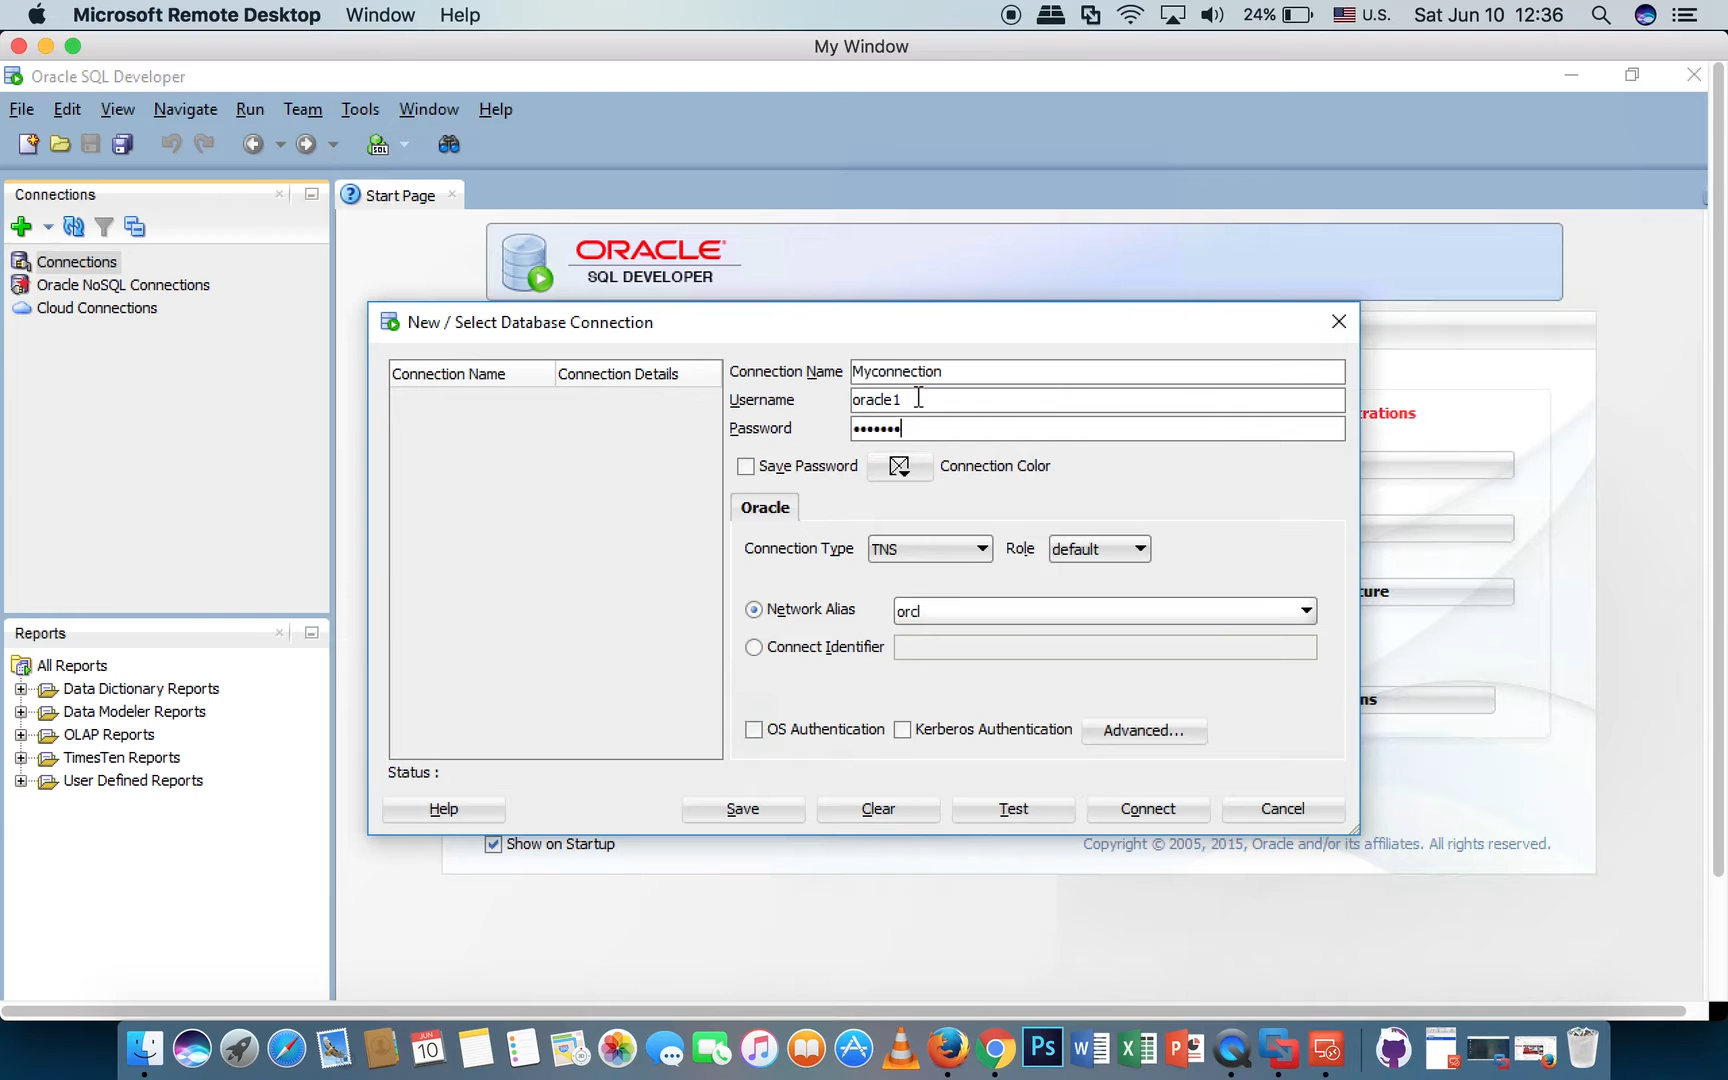 Microsoft Remote Desktop Window Help 24% U.S. Sat Jun 10 12:36
My Window
Oracle SQL Developer
File Edit View Navigate Run Team Tools Window Help
SQL
Connections
Start Page
Connections
Oracle NoSQL Connections
Cloud Connections
ORACLE
SQL DEVELOPER
New / Select Database Connection
Connection Name Connection Details
Connection Name Myconnection
Username oracle1
Password •••••••
Save Password Connection Color
Oracle
Connection Type TNS Role default
Network Alias orcl
Connect Identifier
OS Authentication Kerberos Authentication Advanced...
Status :
Help Save Clear Test Connect Cancel
rations
ture
ns
Show on Startup
Copyright © 2005, 2015, Oracle and/or its affiliates. All rights reserved.
Reports
All Reports
Data Dictionary Reports
Data Modeler Reports
OLAP Reports
TimesTen Reports
User Defined Reports
JUN
10
Ps